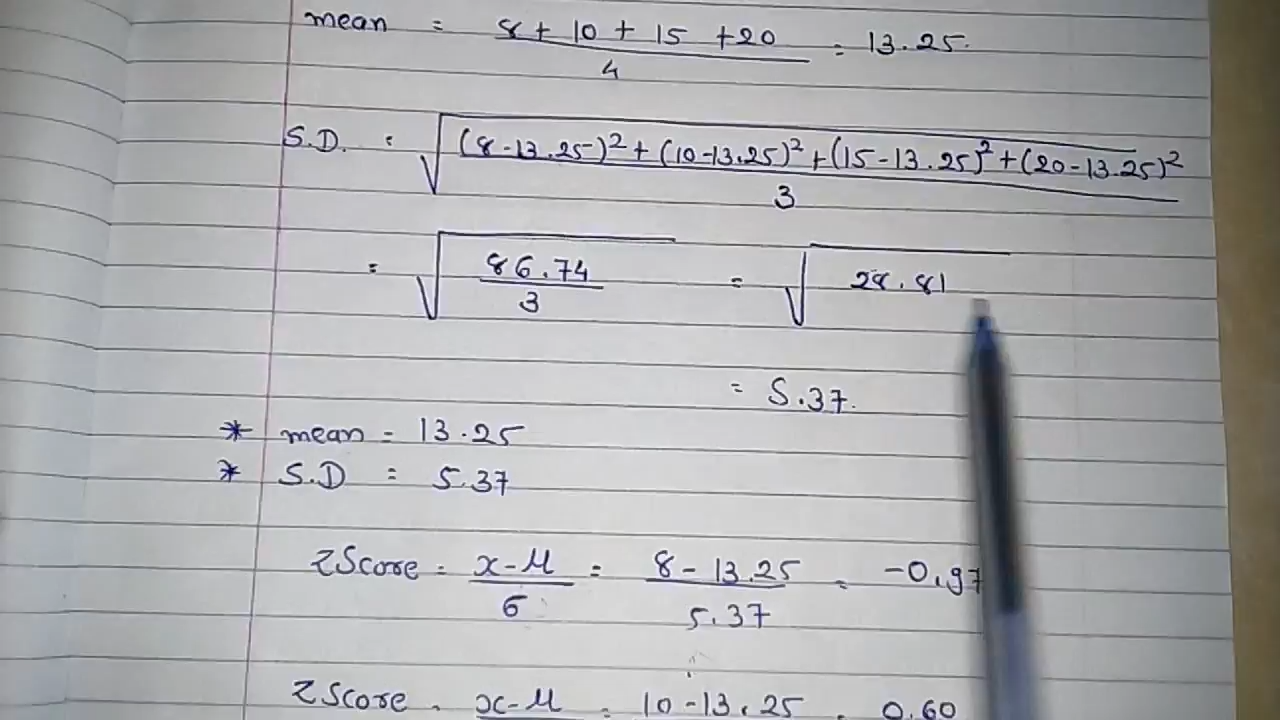 mean = 8 + 10 + 15 + 20 / 4 = 13.25.
S.D. = √((8-13.25)² + (10-13.25)² + (15-13.25)² + (20-13.25)² / 3)
= √(86.74 / 3) = √28.81
= 5.37.
* mean = 13.25
* S.D = 5.37
zScore = x-μ / σ = 8-13.25 / 5.37 = -0.97
zScore = x-μ = 10-13.25 = 0.60